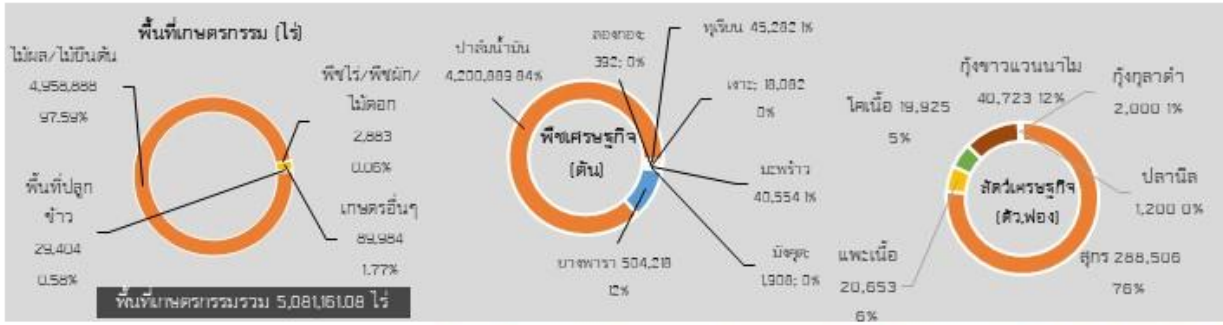 พื้นที่เกษตรกรรม (ไร่)
ไม้ผล/ไม้ยืนต้น
4,958,888
97.59%
พืชไร่/พืชผัก/
ไม้ดอก
2,883
0.06%
พื้นที่ปลูก
ข้าว
29,404
0.58%
เกษตรอื่นๆ
89,984
1.77%
พื้นที่เกษตรกรรมรวม 5,081,161.08 ไร่
ปาล์มน้ำมัน
4,200,889 84%
ลองกอง;
392; 0%
ทุเรียน 45,282 1%
เงาะ; 18,082
0%
พืชเศรษฐกิจ
(ตัน)
มะพร้าว
40,554 1%
มังคุด;
1,908; 0%
ยางพารา 504,218
12%
กุ้งขาวแวนนาไม
40,723 12%
กุ้งกุลาดำ
2,000 1%
โคเนื้อ 19,925
5%
สัตว์เศรษฐกิจ
(ตัว,ฟอง)
ปลานิล
1,200 0%
แพะเนื้อ
20,653
6%
สุกร 288,506
76%